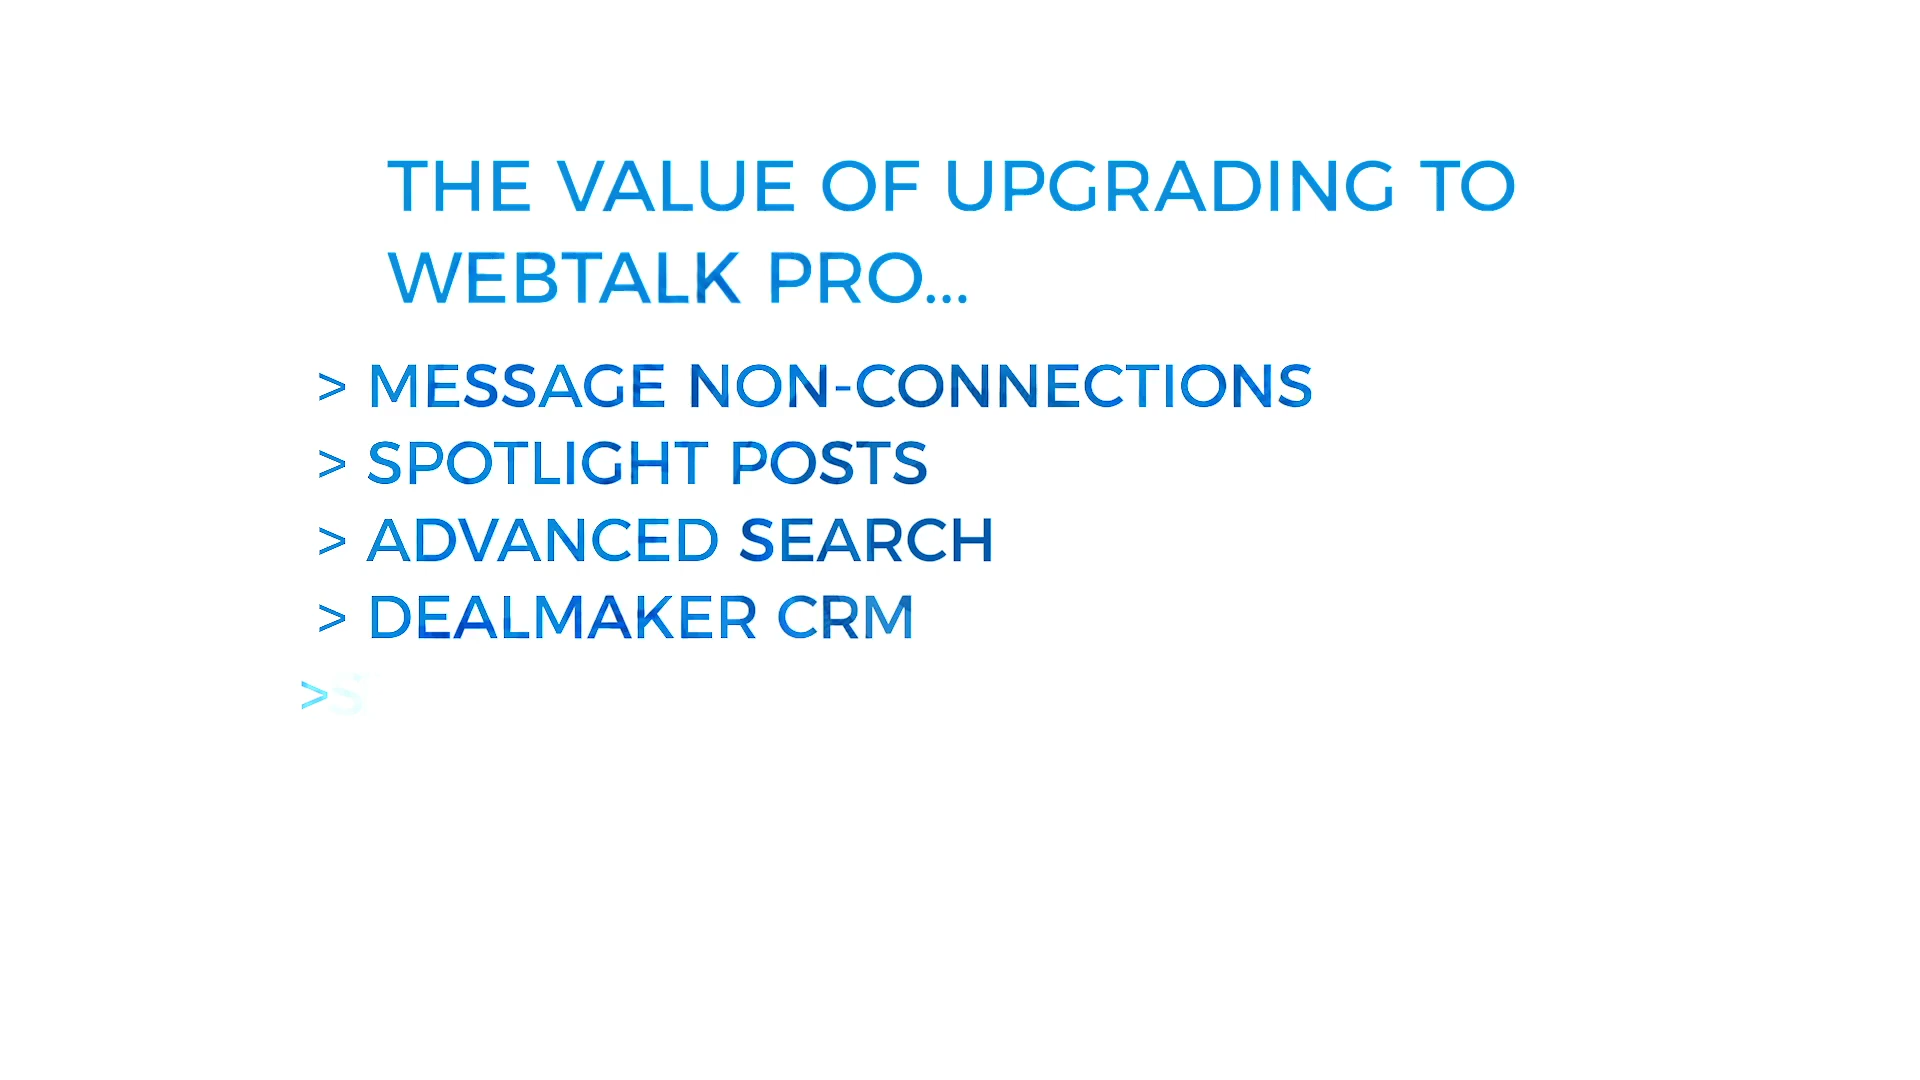 THE VALUE OF UPGRADING TO
WEBTALK PRO...
> MESSAGE NON-CONNECTIONS
> SPOTLIGHT POSTS
> ADVANCED SEARCH
> DEALMAKER CRM
>